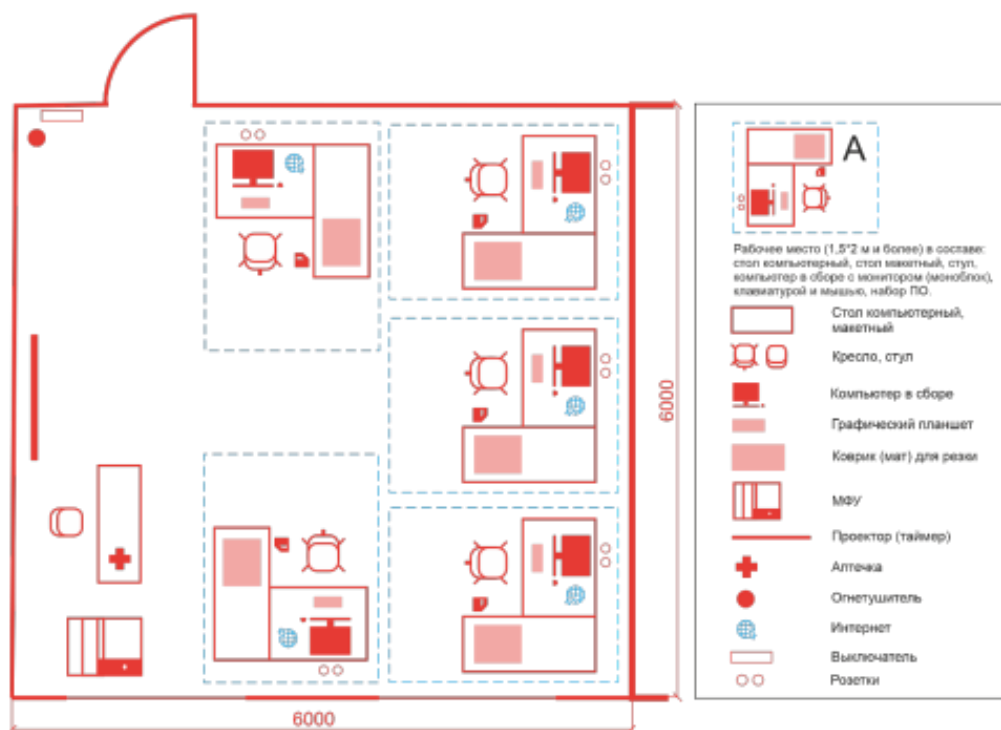 A
Рабочее место (1,5*2 м и более) в составе:
стол компьютерный, стол макетный, стул,
компьютер в сборе с монитором (моноблок),
клавиатурой и мышью, набор ПО.
Стол компьютерный,
макетный
Кресло, стул
Компьютер в сборе
Графический планшет
Коврик (мат) для резки
МФУ
Проектор (таймер)
Аптечка
Огнетушитель
Интернет
Выключатель
Розетки
6000
6000